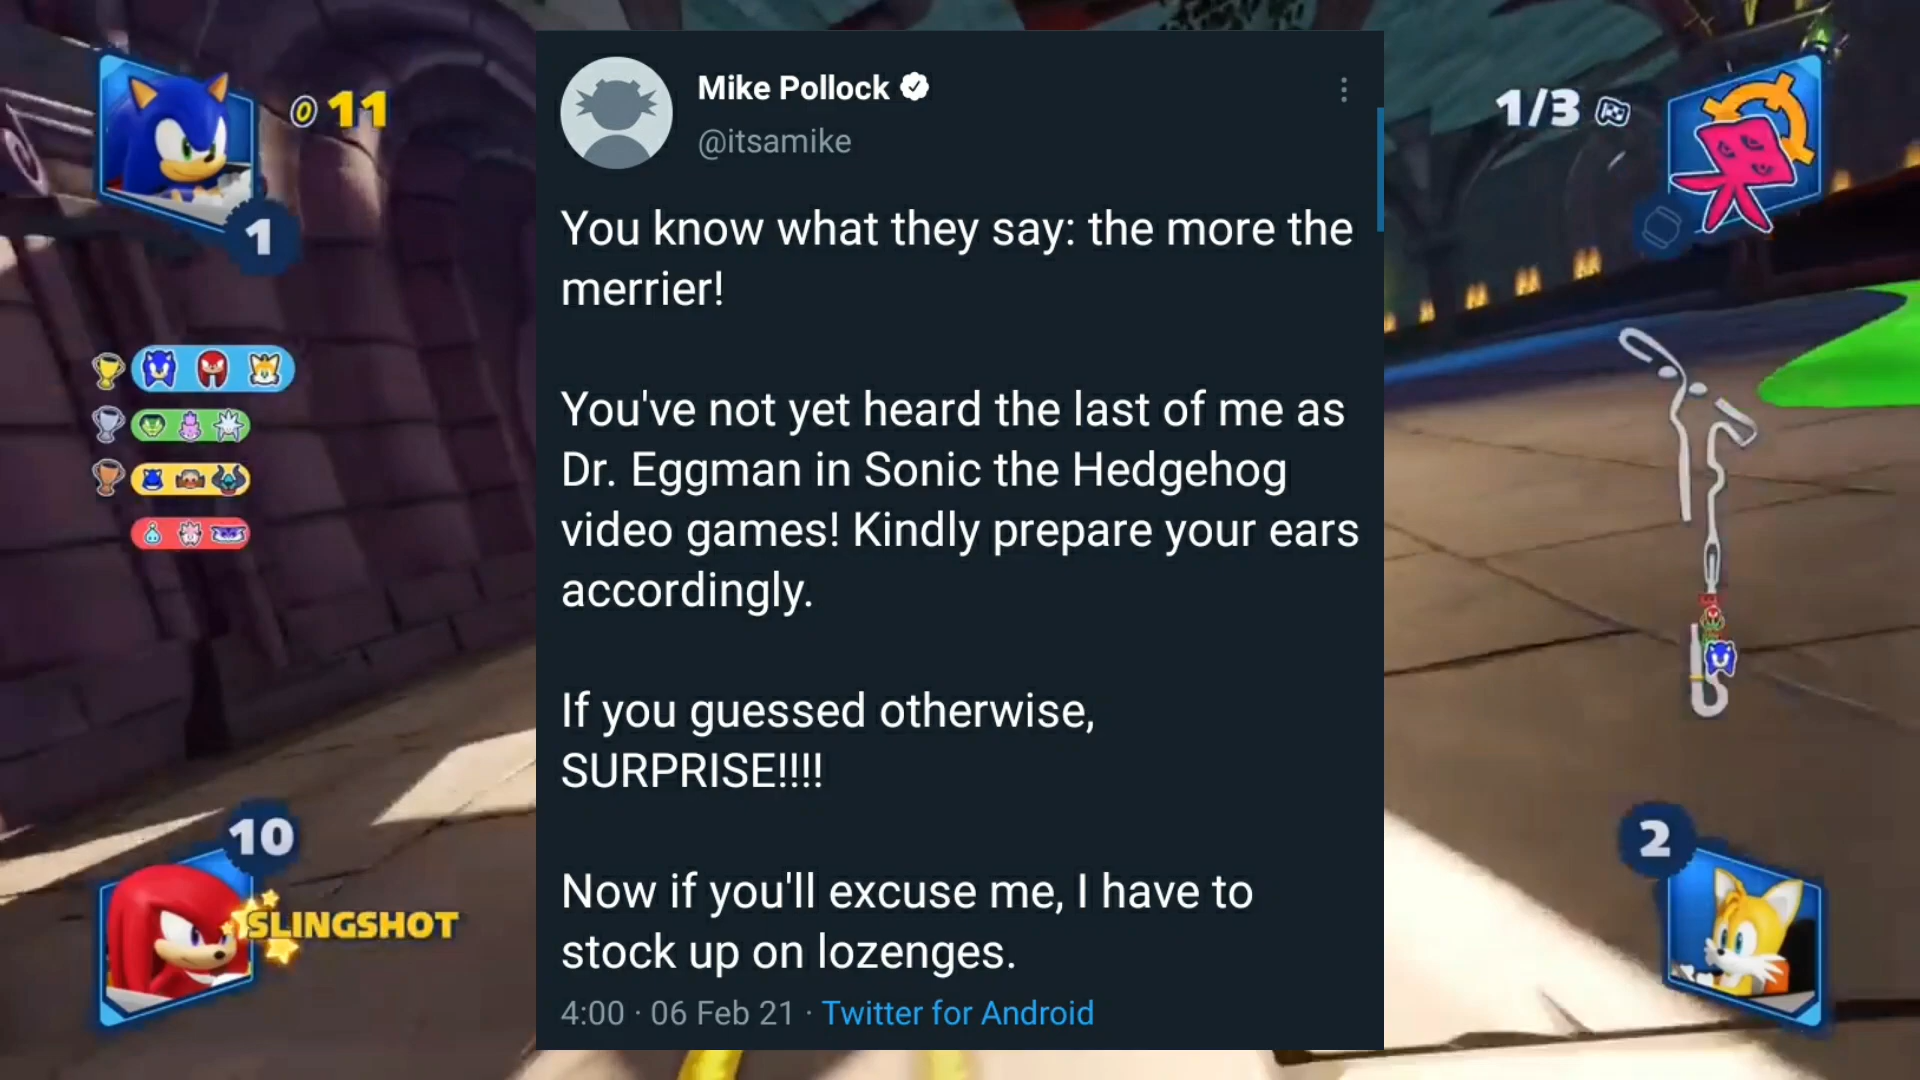 11
1
1/3
Mike Pollock
@itsamike
You know what they say: the more the
merrier!
You've not yet heard the last of me as
Dr. Eggman in Sonic the Hedgehog
video games! Kindly prepare your ears
accordingly.
If you guessed otherwise,
SURPRISE!!!!
Now if you'll excuse me, I have to
stock up on lozenges.
4:00 · 06 Feb 21 · Twitter for Android
10
SLINGSHOT
2